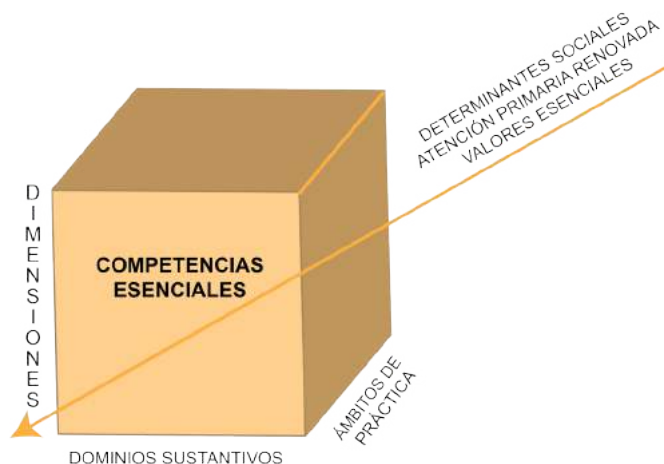 DETERMINANTES SOCIALES
ATENCIÓN PRIMARIA RENOVADA
VALORES ESENCIALES
DIMENSIONES
COMPETENCIAS
ESENCIALES
ÁMBITOS DE
PRÁCTICA
DOMINIOS SUSTANTIVOS